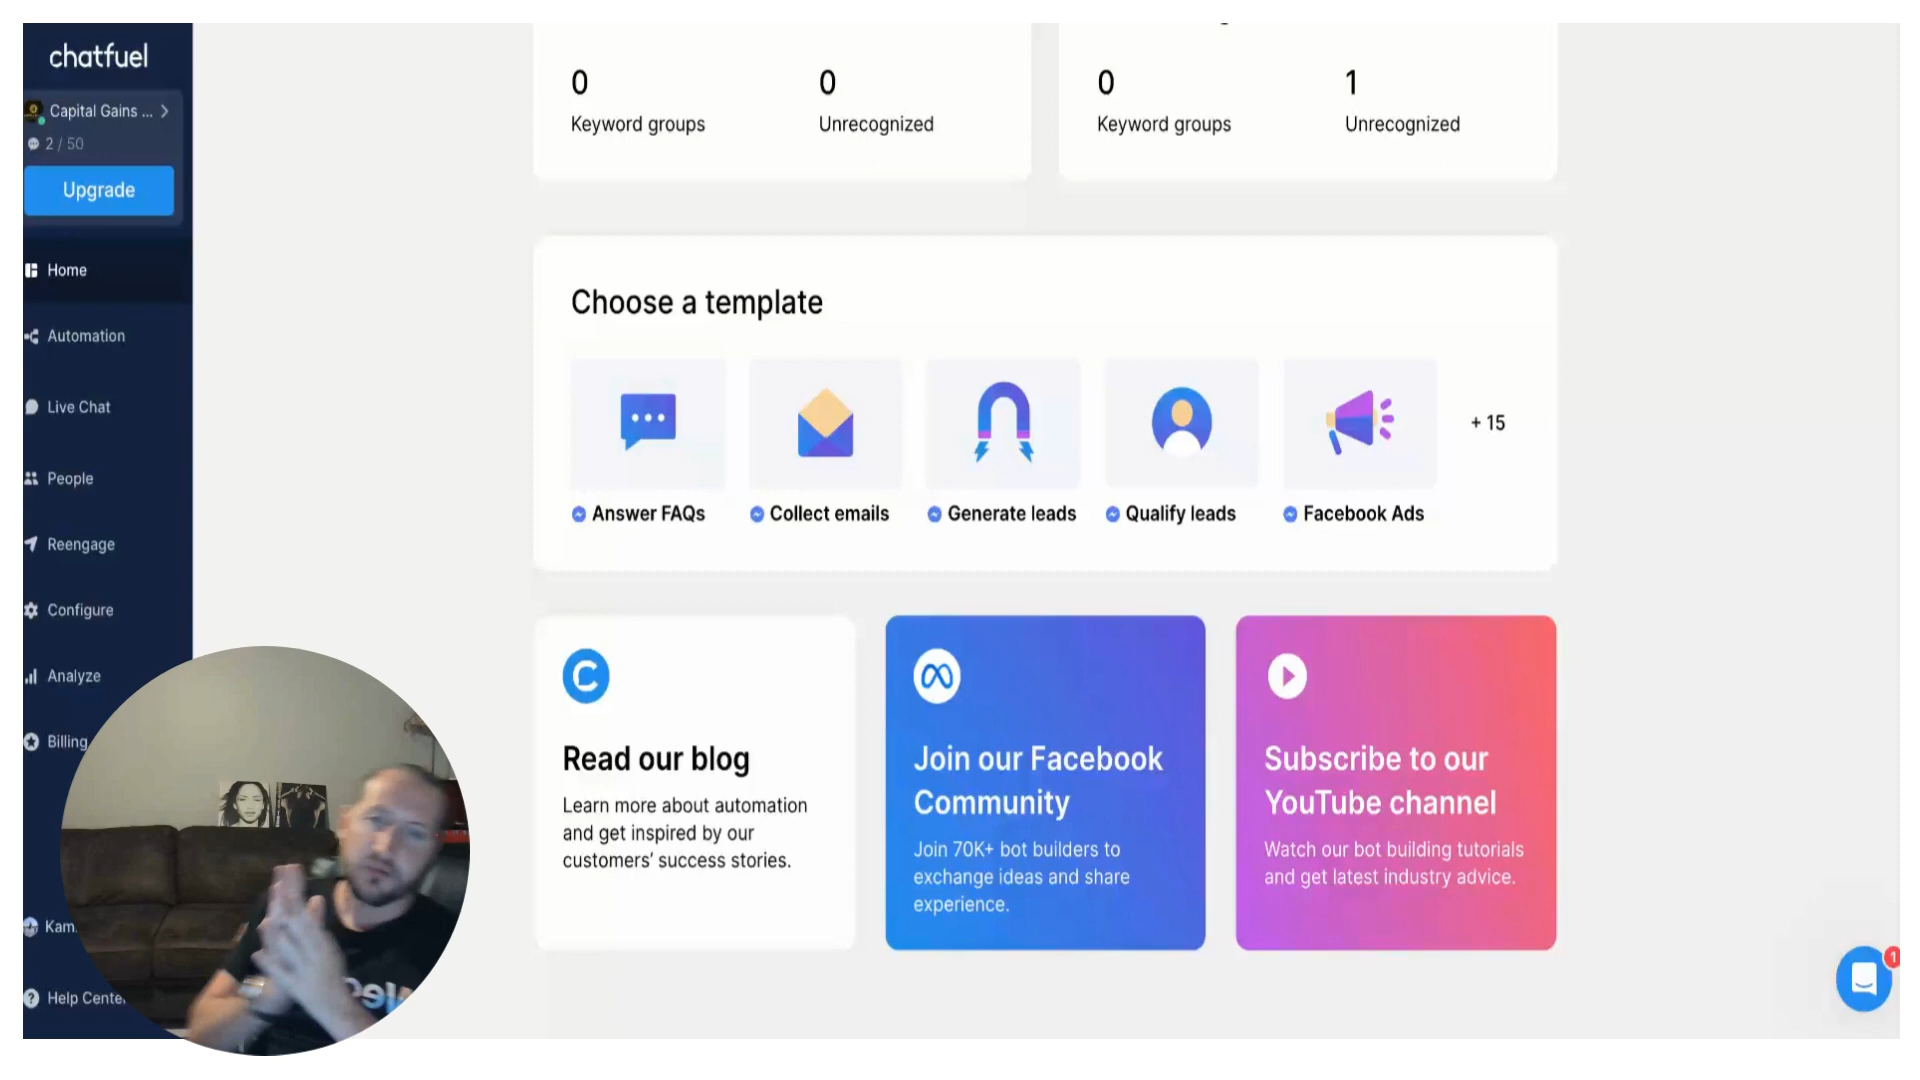 chatfuel
Capital Gains ...
2 / 50
Upgrade
Home
Automation
Live Chat
People
Reengage
Configure
Analyze
Billing
Help Center
0
Keyword groups
0
Unrecognized
0
Keyword groups
1
Unrecognized
Choose a template
Answer FAQs
Collect emails
Generate leads
Qualify leads
Facebook Ads
+ 15
Read our blog
Learn more about automation
and get inspired by our
customers’ success stories.
Join our Facebook
Community
Join 70K+ bot builders to
exchange ideas and share
experience.
Subscribe to our
YouTube channel
Watch our bot building tutorials
and get latest industry advice.
1